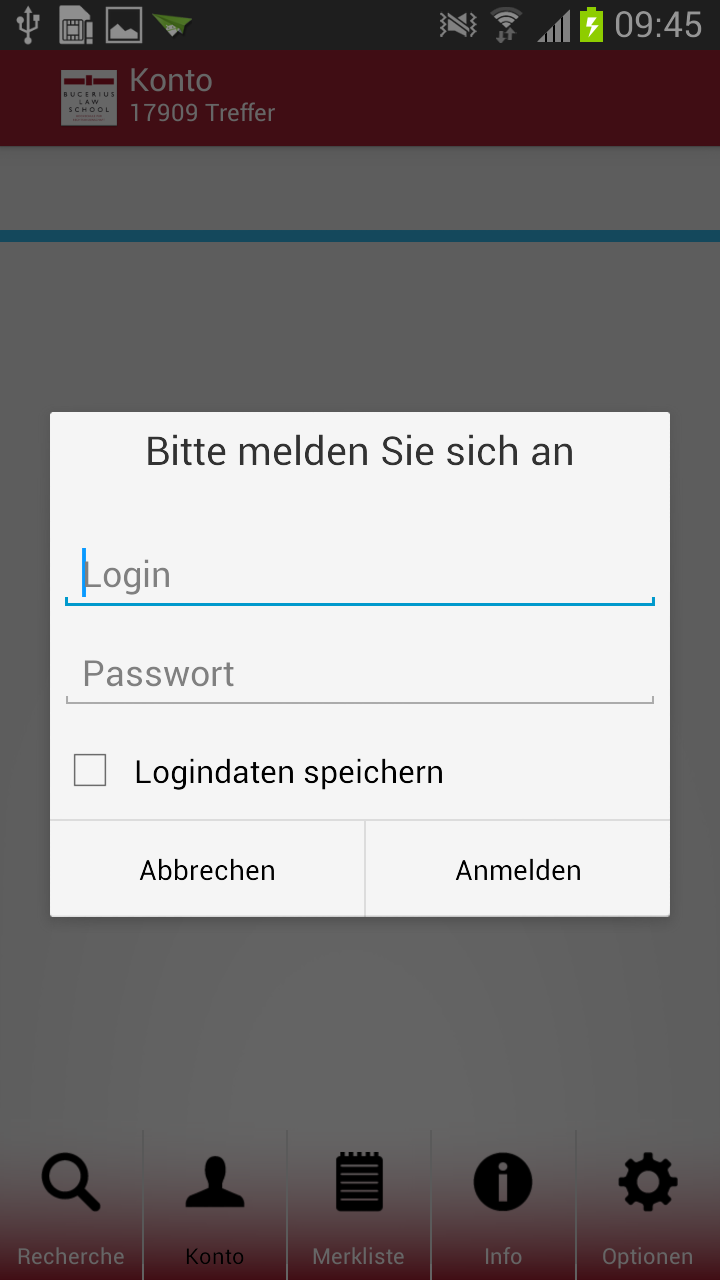 09:45
Konto
17909 Treffer
BUCERIUS
LAW
SCHOOL
Bitte melden Sie sich an
Login
Passwort
Logindaten speichern
Abbrechen
Anmelden
Recherche
Konto
Merkliste
Info
Optionen